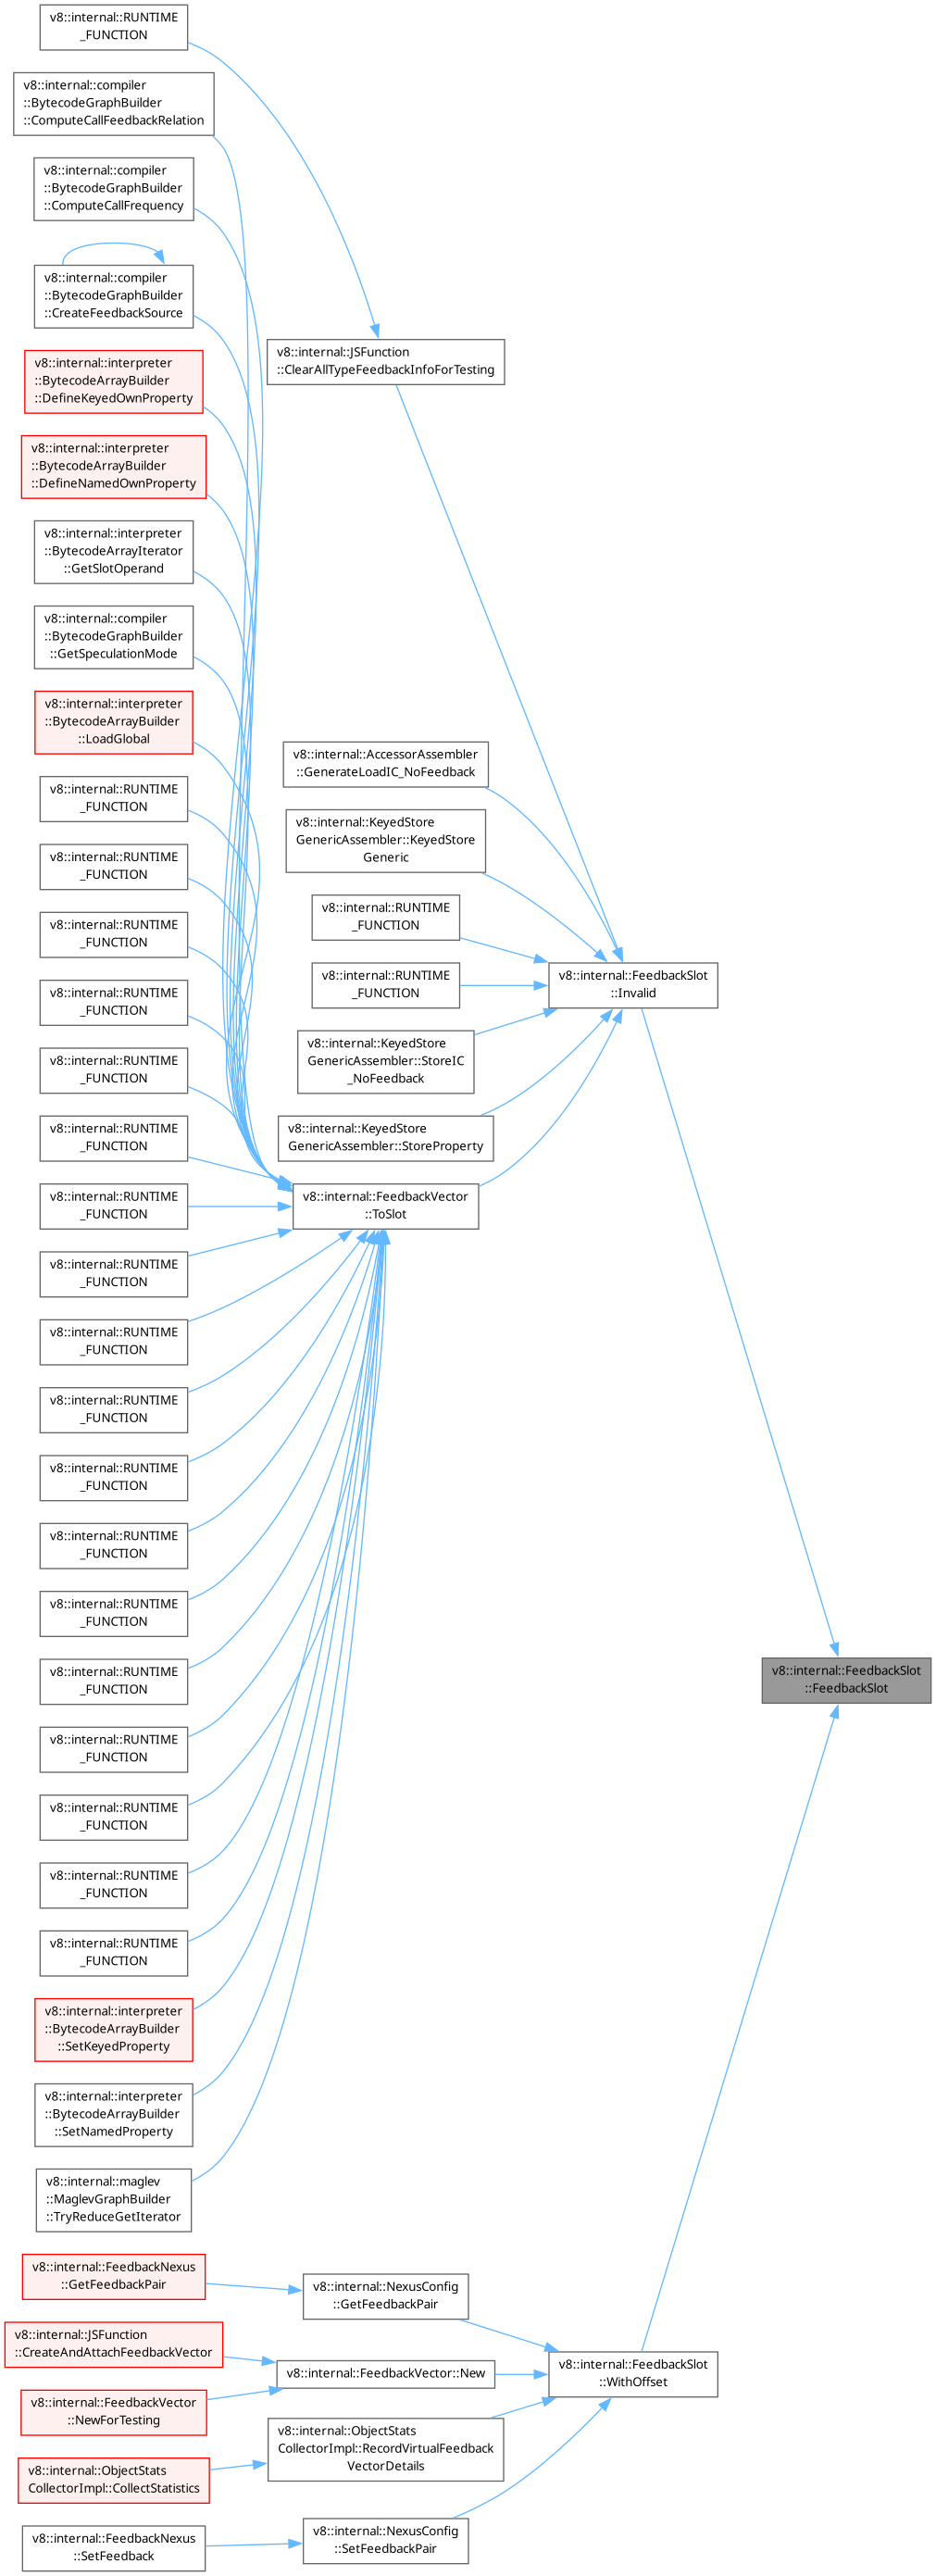 v8::internal::RUNTIME
_FUNCTION
v8::internal::compiler
::BytecodeGraphBuilder
::ComputeCallFeedbackRelation
v8::internal::compiler
::BytecodeGraphBuilder
::ComputeCallFrequency
v8::internal::compiler
::BytecodeGraphBuilder
::CreateFeedbackSource
v8::internal::interpreter
::BytecodeArrayBuilder
::DefineKeyedOwnProperty
v8::internal::interpreter
::BytecodeArrayBuilder
::DefineNamedOwnProperty
v8::internal::interpreter
::BytecodeArrayIterator
::GetSlotOperand
v8::internal::compiler
::BytecodeGraphBuilder
::GetSpeculationMode
v8::internal::interpreter
::BytecodeArrayBuilder
::LoadGlobal
v8::internal::RUNTIME
_FUNCTION
v8::internal::RUNTIME
_FUNCTION
v8::internal::RUNTIME
_FUNCTION
v8::internal::RUNTIME
_FUNCTION
v8::internal::RUNTIME
_FUNCTION
v8::internal::RUNTIME
_FUNCTION
v8::internal::RUNTIME
_FUNCTION
v8::internal::RUNTIME
_FUNCTION
v8::internal::RUNTIME
_FUNCTION
v8::internal::RUNTIME
_FUNCTION
v8::internal::RUNTIME
_FUNCTION
v8::internal::RUNTIME
_FUNCTION
v8::internal::RUNTIME
_FUNCTION
v8::internal::RUNTIME
_FUNCTION
v8::internal::RUNTIME
_FUNCTION
v8::internal::RUNTIME
_FUNCTION
v8::internal::RUNTIME
_FUNCTION
v8::internal::RUNTIME
_FUNCTION
v8::internal::interpreter
::BytecodeArrayBuilder
::SetKeyedProperty
v8::internal::interpreter
::BytecodeArrayBuilder
::SetNamedProperty
v8::internal::maglev
::MaglevGraphBuilder
::TryReduceGetIterator
v8::internal::FeedbackNexus
::GetFeedbackPair
v8::internal::JSFunction
::CreateAndAttachFeedbackVector
v8::internal::FeedbackVector
::NewForTesting
v8::internal::ObjectStats
CollectorImpl::CollectStatistics
v8::internal::FeedbackNexus
::SetFeedback
v8::internal::JSFunction
::ClearAllTypeFeedbackInfoForTesting
v8::internal::AccessorAssembler
::GenerateLoadIC_NoFeedback
v8::internal::KeyedStore
GenericAssembler::KeyedStore
Generic
v8::internal::RUNTIME
_FUNCTION
v8::internal::RUNTIME
_FUNCTION
v8::internal::KeyedStore
GenericAssembler::StoreIC
_NoFeedback
v8::internal::KeyedStore
GenericAssembler::StoreProperty
v8::internal::FeedbackVector
::ToSlot
v8::internal::NexusConfig
::GetFeedbackPair
v8::internal::FeedbackVector::New
v8::internal::ObjectStats
CollectorImpl::RecordVirtualFeedback
VectorDetails
v8::internal::NexusConfig
::SetFeedbackPair
v8::internal::FeedbackSlot
::Invalid
v8::internal::FeedbackSlot
::WithOffset
v8::internal::FeedbackSlot
::FeedbackSlot